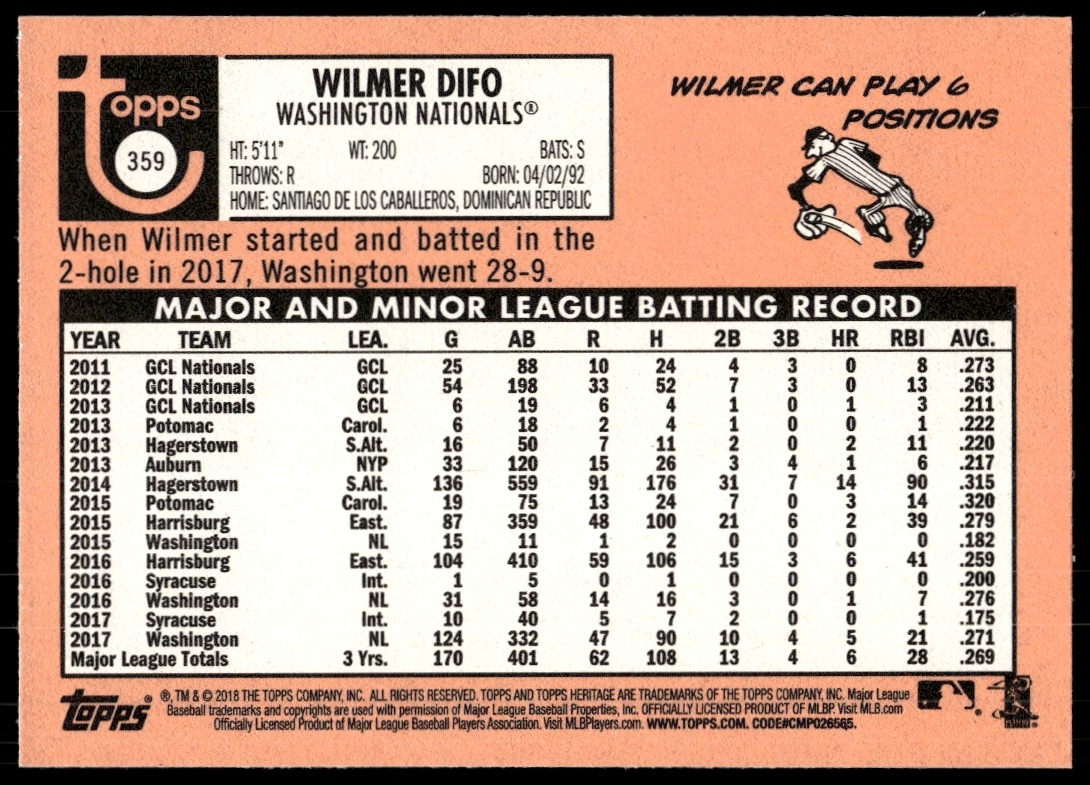 topps
359
WILMER DIFO
WASHINGTON NATIONALS®
HT: 5'11" WT: 200 BATS: S
THROWS: R BORN: 04/02/92
HOME: SANTIAGO DE LOS CABALLEROS, DOMINICAN REPUBLIC
WILMER CAN PLAY 6
POSITIONS
When Wilmer started and batted in the
2-hole in 2017, Washington went 28-9.
MAJOR AND MINOR LEAGUE BATTING RECORD
YEAR TEAM LEA. G AB R H 2B 3B HR RBI AVG.
2011 GCL Nationals GCL 25 88 10 24 4 3 0 8 .273
2012 GCL Nationals GCL 54 198 33 52 7 3 0 13 .263
2013 GCL Nationals GCL 6 19 6 4 1 0 1 3 .211
2013 Potomac Carol. 6 18 2 4 1 0 0 1 .222
2013 Hagerstown S.Alt. 16 50 7 11 2 0 2 11 .220
2013 Auburn NYP 33 120 15 26 3 4 1 6 .217
2014 Hagerstown S.Alt. 136 559 91 176 31 7 14 90 .315
2015 Potomac Carol. 19 75 13 24 7 0 3 14 .320
2015 Harrisburg East. 87 359 48 100 21 6 2 39 .279
2015 Washington NL 15 11 1 2 0 0 0 0 .182
2016 Harrisburg East. 104 410 59 106 15 3 6 41 .259
2016 Syracuse Int. 1 5 0 1 0 0 0 0 .200
2016 Washington NL 31 58 14 16 3 0 1 7 .276
2017 Syracuse Int. 10 40 5 7 2 0 0 1 .175
2017 Washington NL 124 332 47 90 10 4 5 21 .271
Major League Totals 3 Yrs. 170 401 62 108 13 4 6 28 .269
topps® ®, TM & © 2018 THE TOPPS COMPANY, INC. ALL RIGHTS RESERVED. TOPPS AND TOPPS HERITAGE ARE TRADEMARKS OF THE TOPPS COMPANY, INC. Major League
Baseball trademarks and copyrights are used with permission of Major League Baseball Properties, Inc. OFFICIALLY LICENSED PRODUCT OF MLBP. Visit MLB.com
Officially Licensed Product of Major League Baseball Players Association. Visit MLBPlayers.com. WWW.TOPPS.COM. CODE#CMP026565.